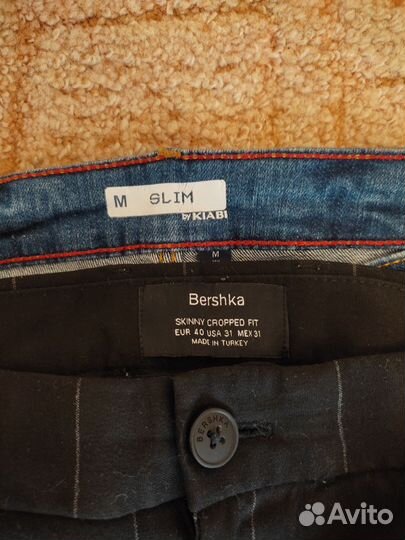 M SLIM
by KIABI
M
Bershka
SKINNY CROPPED FIT
EUR 40 USA 31 MEX 31
MADE IN TURKEY
BERSHKA
Avito